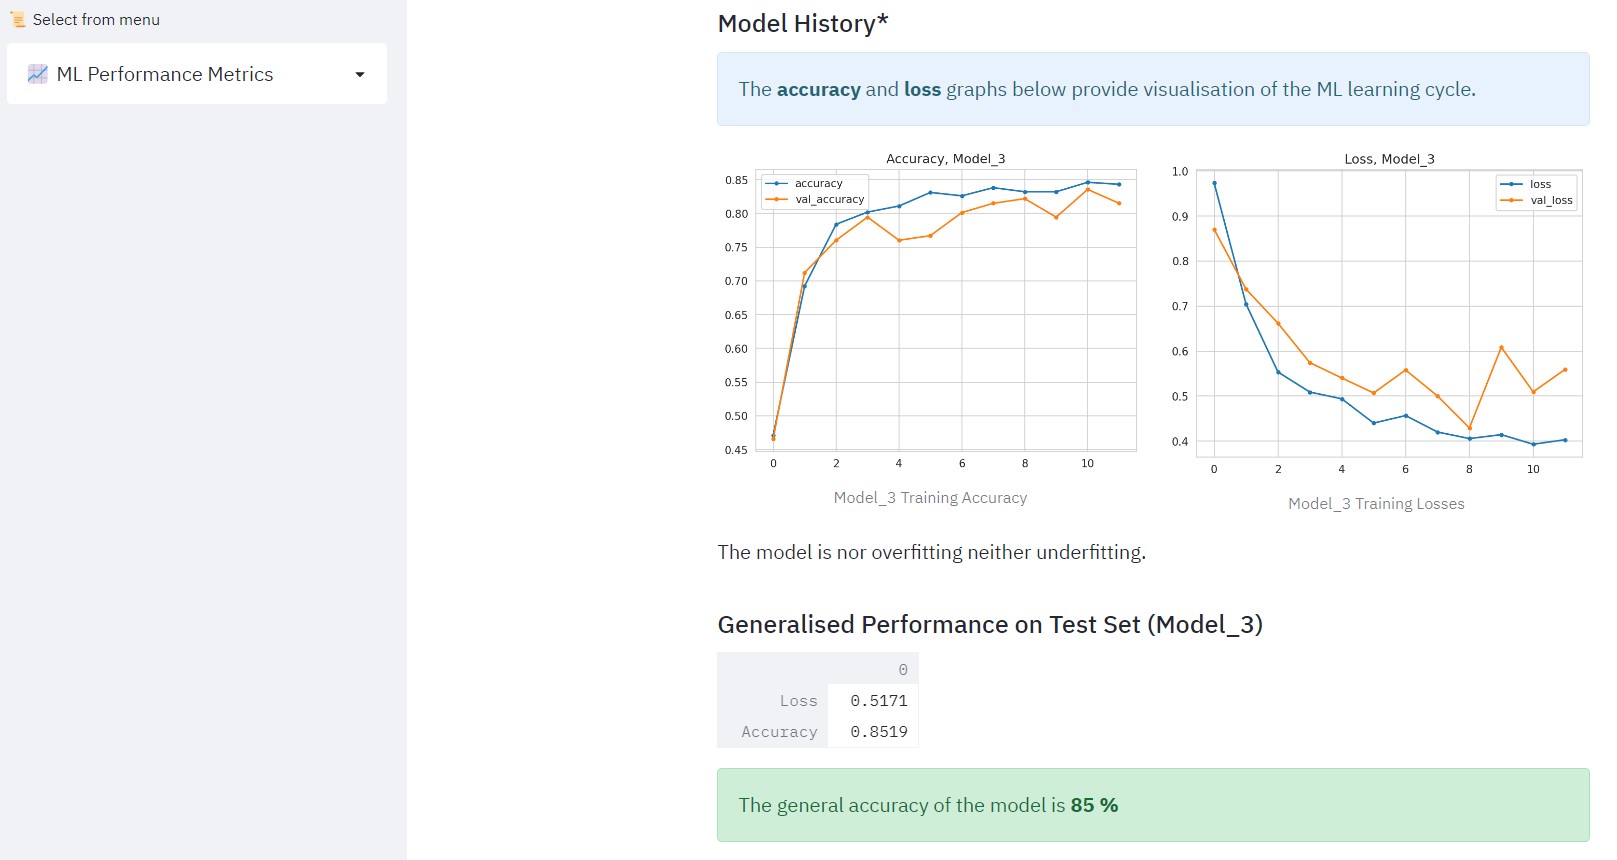 Select from menu
ML Performance Metrics
Model History*
The accuracy and loss graphs below provide visualisation of the ML learning cycle.
Accuracy, Model_3
accuracy
val_accuracy
0.85
0.80
0.75
0.70
0.65
0.60
0.55
0.50
0.45
0 2 4 6 8 10
Model_3 Training Accuracy
Loss, Model_3
loss
val_loss
1.0
0.9
0.8
0.7
0.6
0.5
0.4
0 2 4 6 8 10
Model_3 Training Losses
The model is nor overfitting neither underfitting.
Generalised Performance on Test Set (Model_3)
0
Loss 0.5171
Accuracy 0.8519
The general accuracy of the model is 85 %